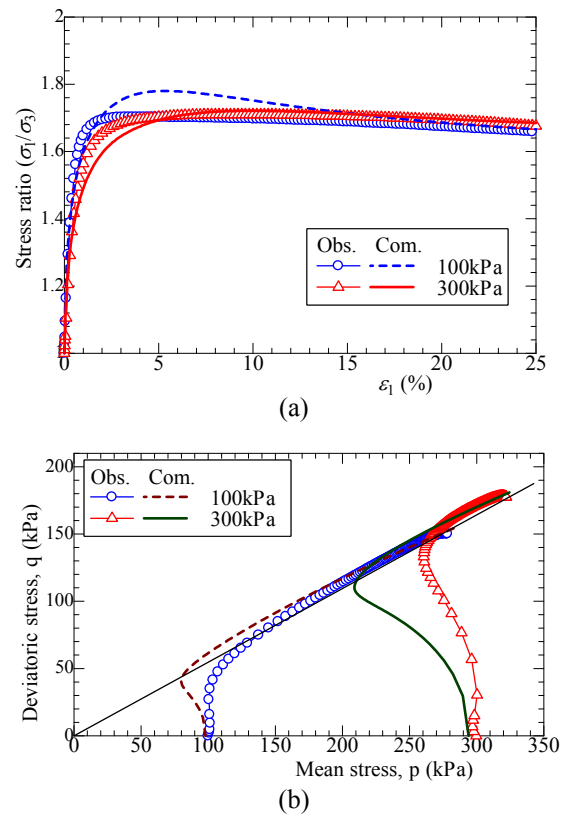 2
1.8
1.6
1.4
1.2
Stress ratio (σ1/σ3)
Obs. Com.
100kPa
300kPa
0 5 10 15 20 25
ε1 (%)
(a)
200
150
100
50
0
Deviatoric stress, q (kPa)
Obs. Com.
100kPa
300kPa
0 50 100 150 200 250 300 350
Mean stress, p (kPa)
(b)